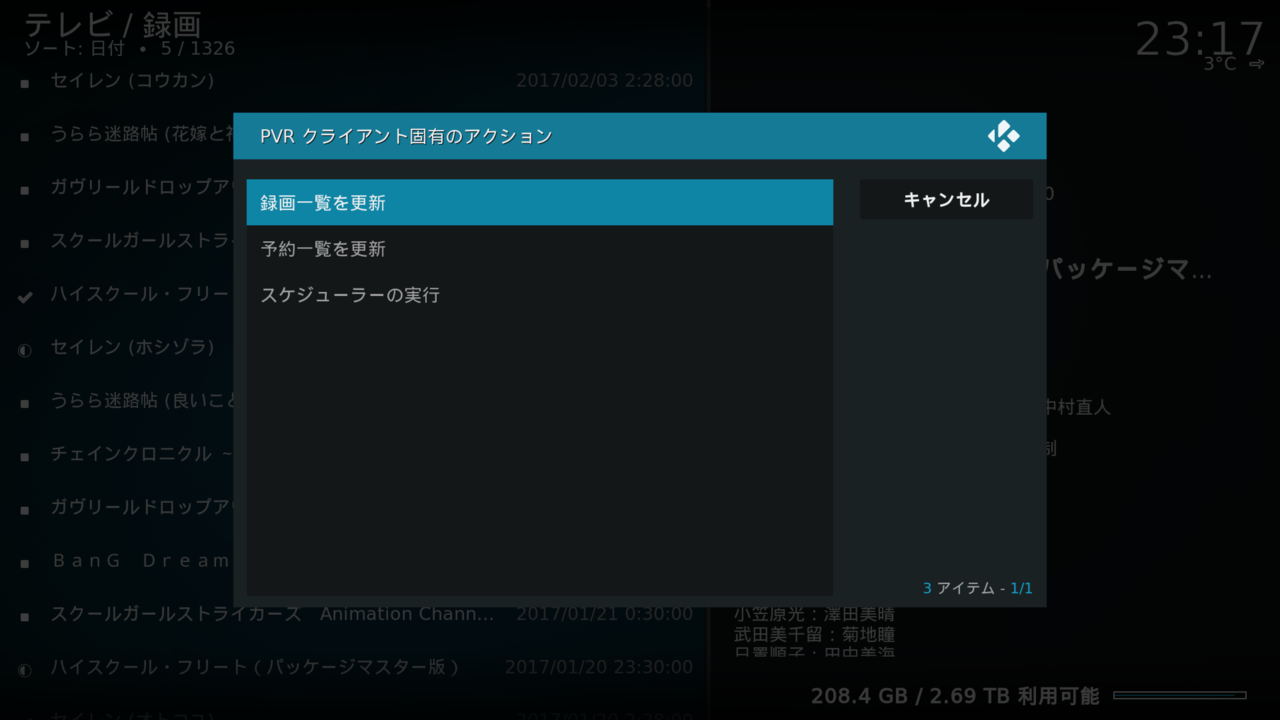 テレビ / 録画
ソート: 日付 • 5 / 1326
23:17
3°C
セイレン (コウカン) 2017/02/03 2:28:00
うらら迷路帖 (花嫁と
ガヴリールドロップア
スクールガールストラ
ハイスクール・フリー
セイレン (ホシゾラ)
うらら迷路帖 (良いこと
チェインクロニクル ~
ガヴリールドロップア
ＢａｎＧ　Ｄｒｅａｍ
スクールガールストライカーズ　Animation Chann... 2017/01/21 0:30:00
ハイスクール・フリート ( パッケージマスター版 ) 2017/01/20 23:30:00
PVR クライアント固有のアクション
録画一覧を更新
予約一覧を更新
スケジューラーの実行
キャンセル
3 アイテム - 1/1
0
パッケージマ...
中村直人
制
小笠原光：澤田美晴
武田美千留：菊地瞳
208.4 GB / 2.69 TB 利用可能